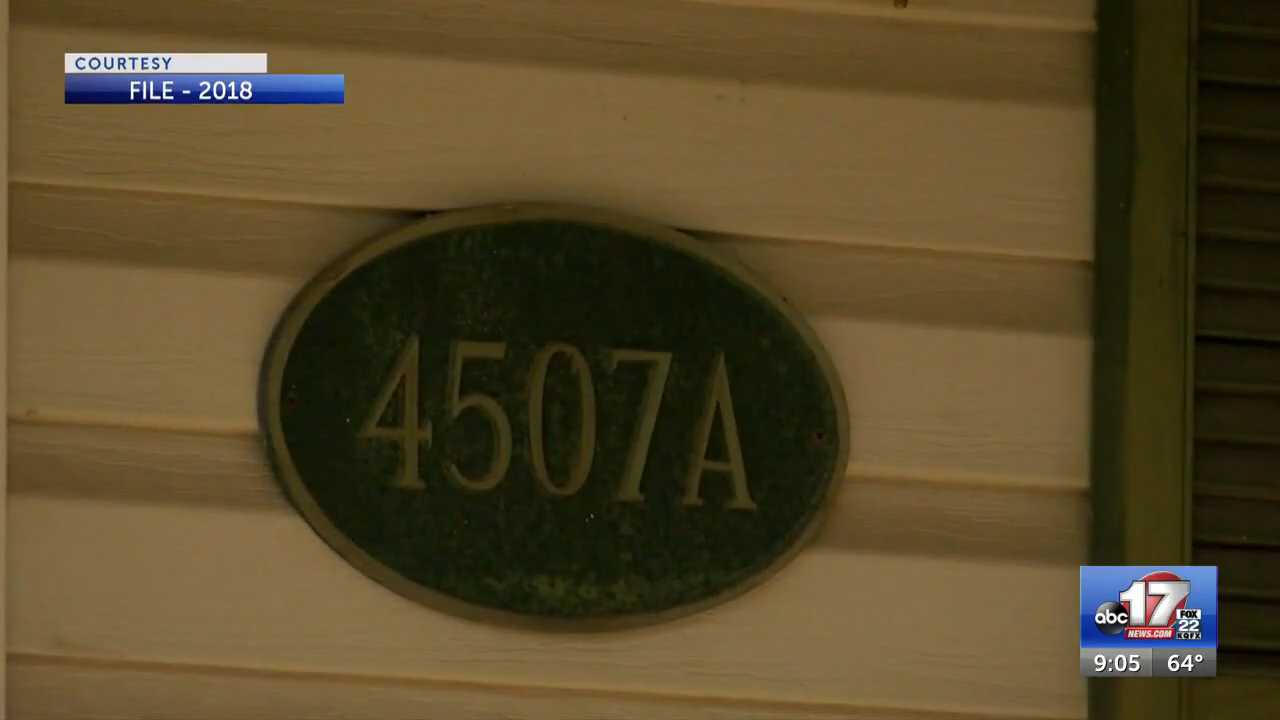 COURTESY
FILE - 2018
4507A
abc 17
NEWS.COM
FOX
22
KQFX
9:05 64°